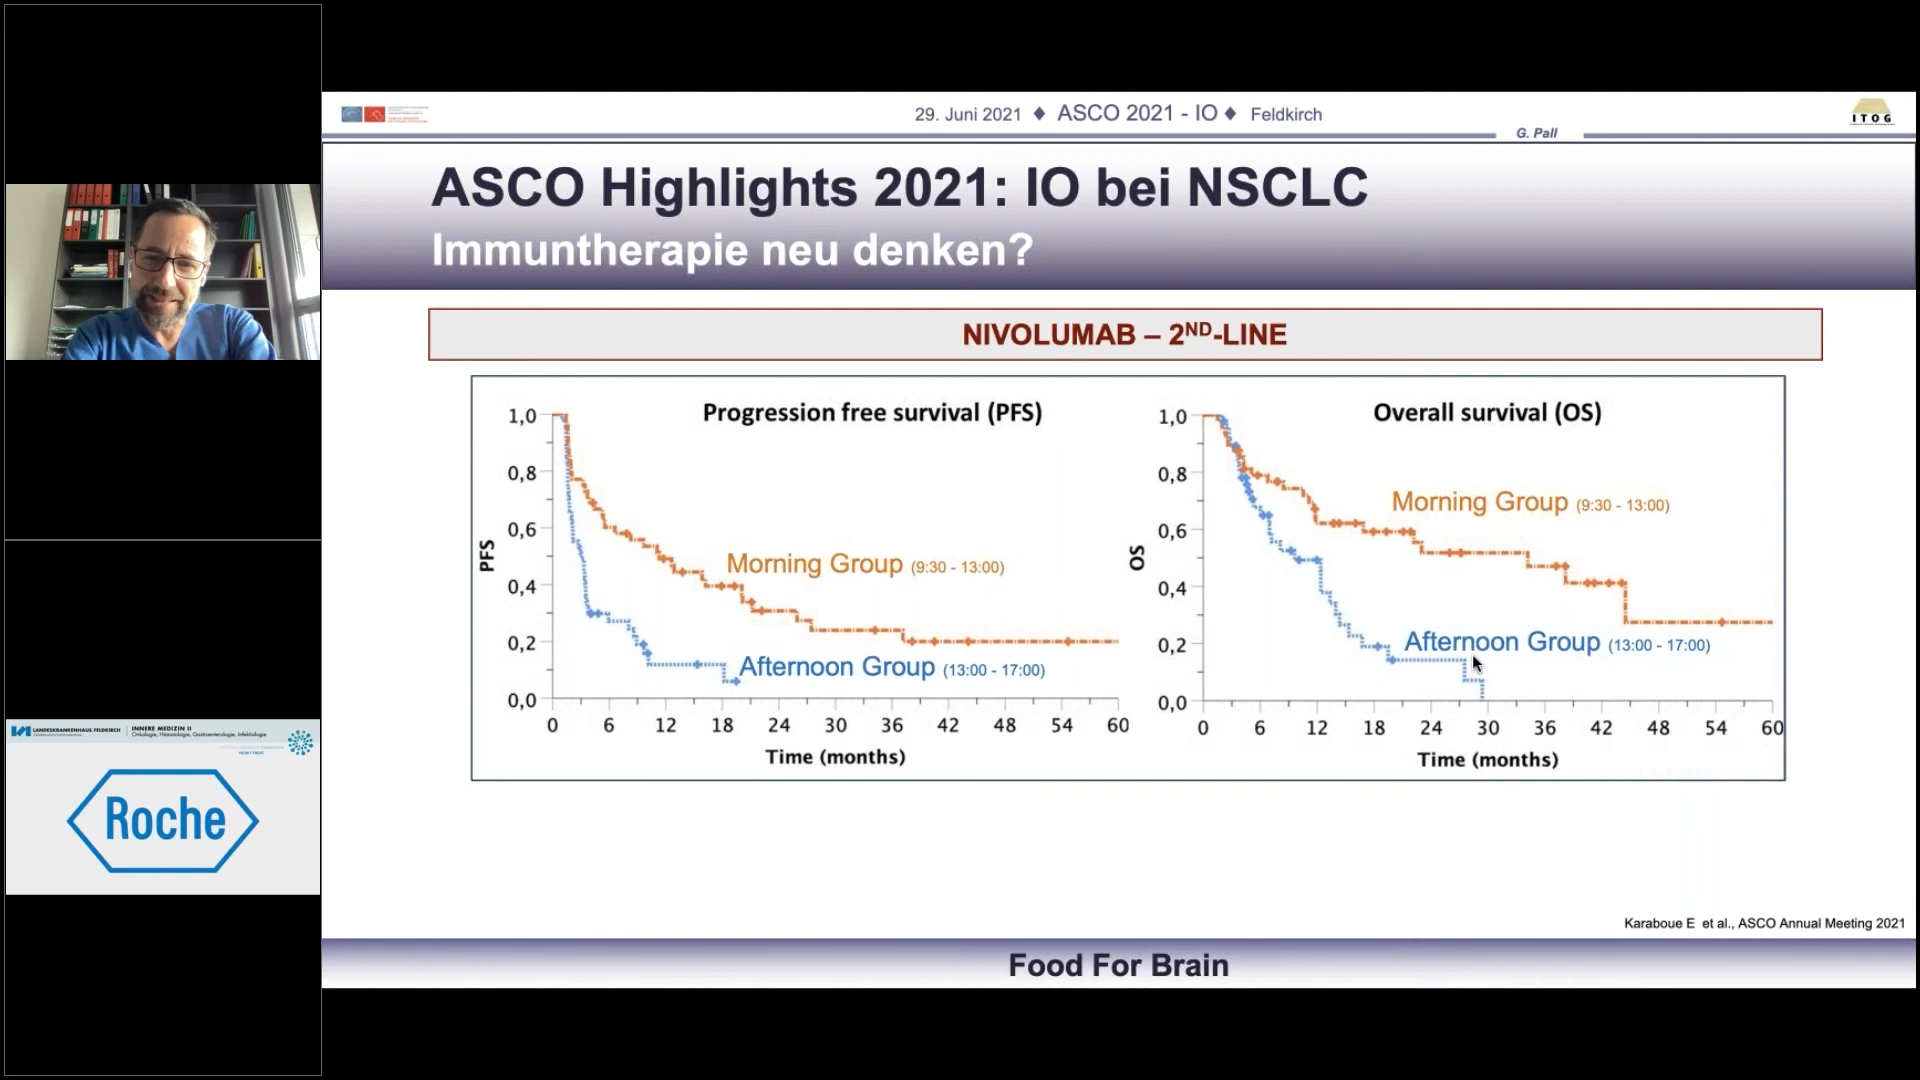 29. Juni 2021 ♦ ASCO 2021 - IO ♦ Feldkirch
ITOG
G. Pall
ASCO Highlights 2021: IO bei NSCLC
Immuntherapie neu denken?
NIVOLUMAB – 2ND-LINE
Progression free survival (PFS)
1,0
0,8
0,6
0,4
0,2
0,0
PFS
Morning Group (9:30 - 13:00)
Afternoon Group (13:00 - 17:00)
0 6 12 18 24 30 36 42 48 54 60
Time (months)
Overall survival (OS)
1,0
0,8
0,6
0,4
0,2
0,0
OS
Morning Group (9:30 - 13:00)
Afternoon Group (13:00 - 17:00)
0 6 12 18 24 30 36 42 48 54 60
Time (months)
Karaboue E et al., ASCO Annual Meeting 2021
Food For Brain
LANDESKRANKENHAUS FELDKIRCH
INNERE MEDIZIN II
Onkologie, Hämatologie, Gastroenterologie, Infektiologie
Roche